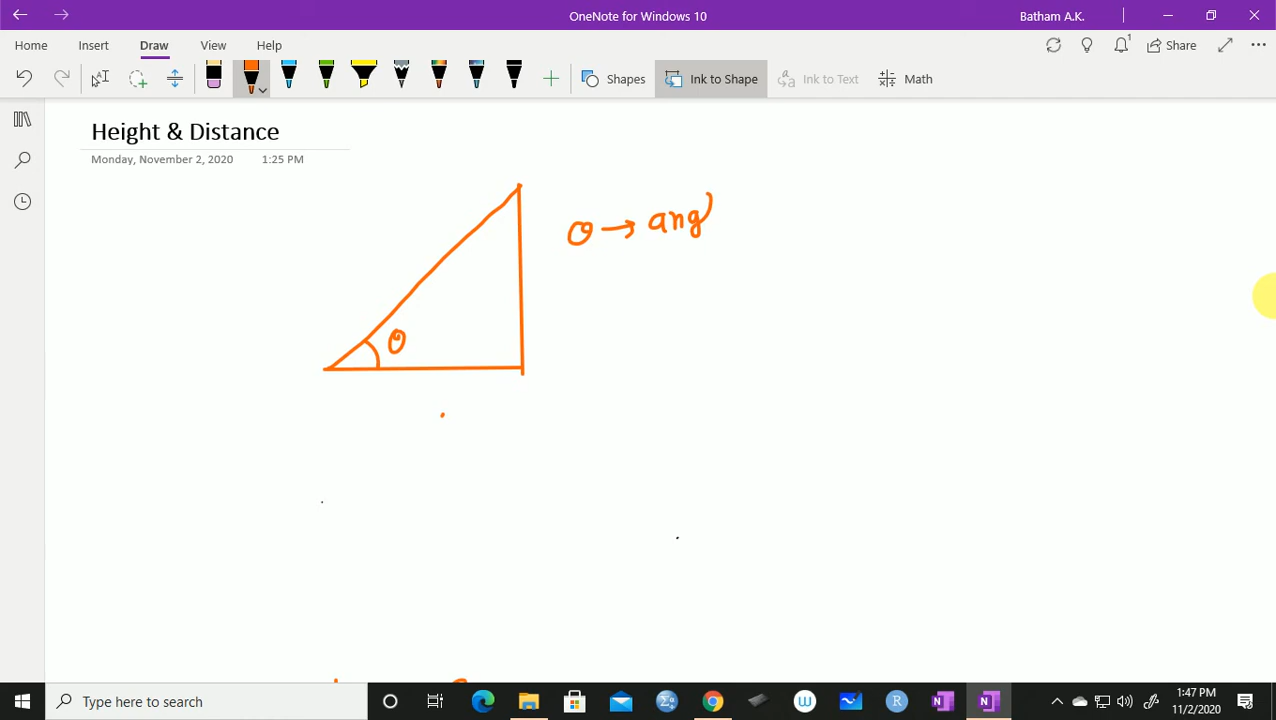 OneNote for Windows 10
Batham A.K.
Home Insert Draw View Help
Share
Shapes Ink to Shape Ink to Text Math
Height & Distance
Monday, November 2, 2020 1:25 PM
θ → ang
θ
Type here to search
1:47 PM
11/2/2020